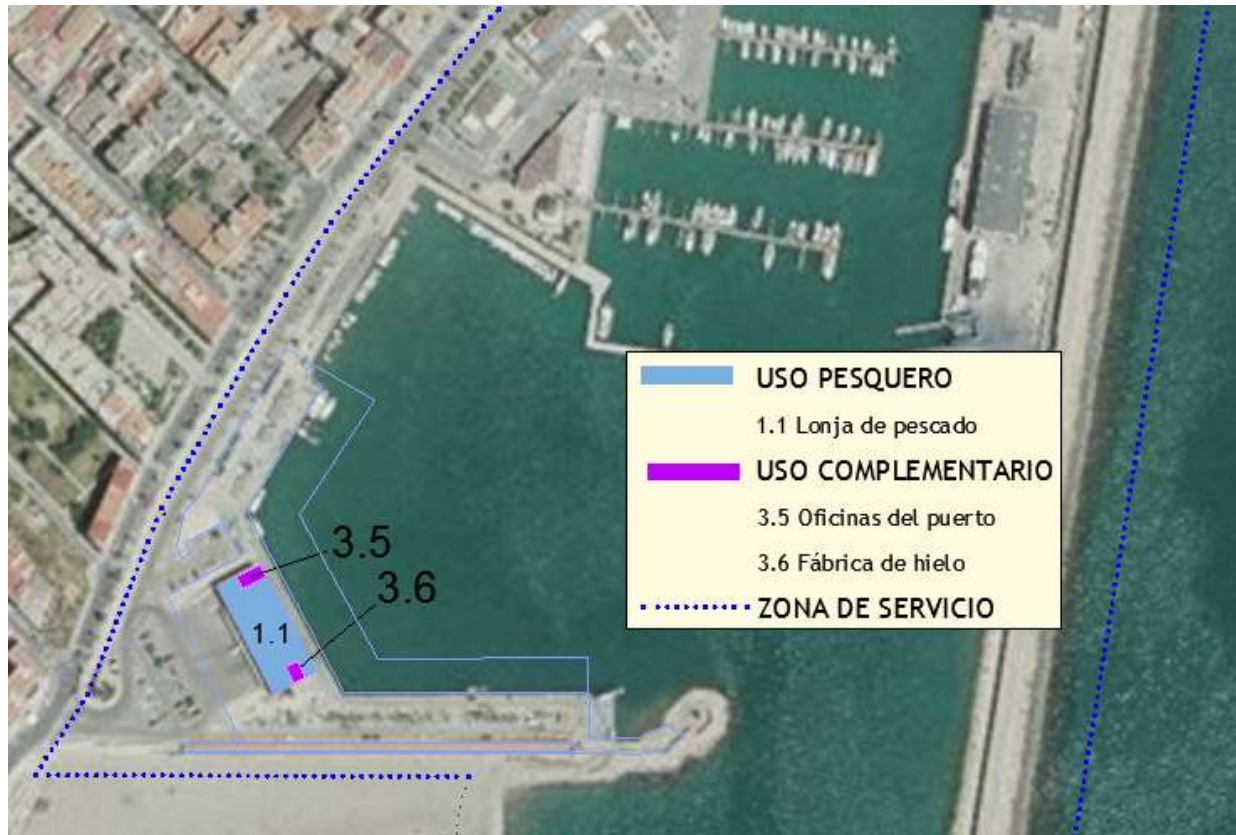 3.5
3.6
1.1
USO PESQUERO
1.1 Lonja de pescado
USO COMPLEMENTARIO
3.5 Oficinas del puerto
3.6 Fábrica de hielo
ZONA DE SERVICIO